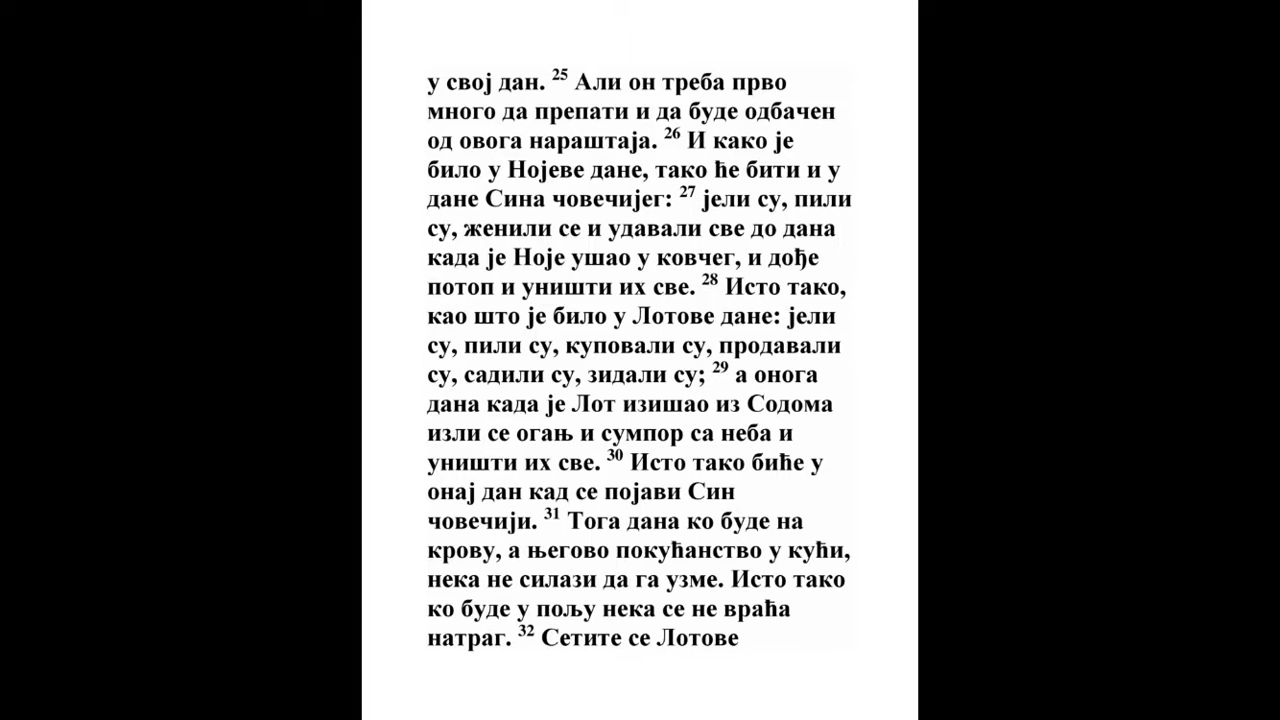 у свој дан. 25 Али он треба прво
много да препати и да буде одбачен
од овога нараштаја. 26 И како је
било у Нојеве дане, тако ће бити и у
дане Сина човечијег: 27 јели су, пили
су, женили се и удавали све до дана
када је Ноје ушао у ковчег, и дође
потоп и уништи их све. 28 Исто тако,
као што је било у Лотове дане: јели
су, пили су, куповали су, продавали
су, садили су, зидали су; 29 а онога
дана када је Лот изишао из Содома
изли се огањ и сумпор са неба и
уништи их све. 30 Исто тако биће у
онај дан кад се појави Син
човечији. 31 Тога дана ко буде на
крову, а његово покућанство у кући,
нека не силази да га узме. Исто тако
ко буде у пољу нека се не враћа
натраг. 32 Сетите се Лотове